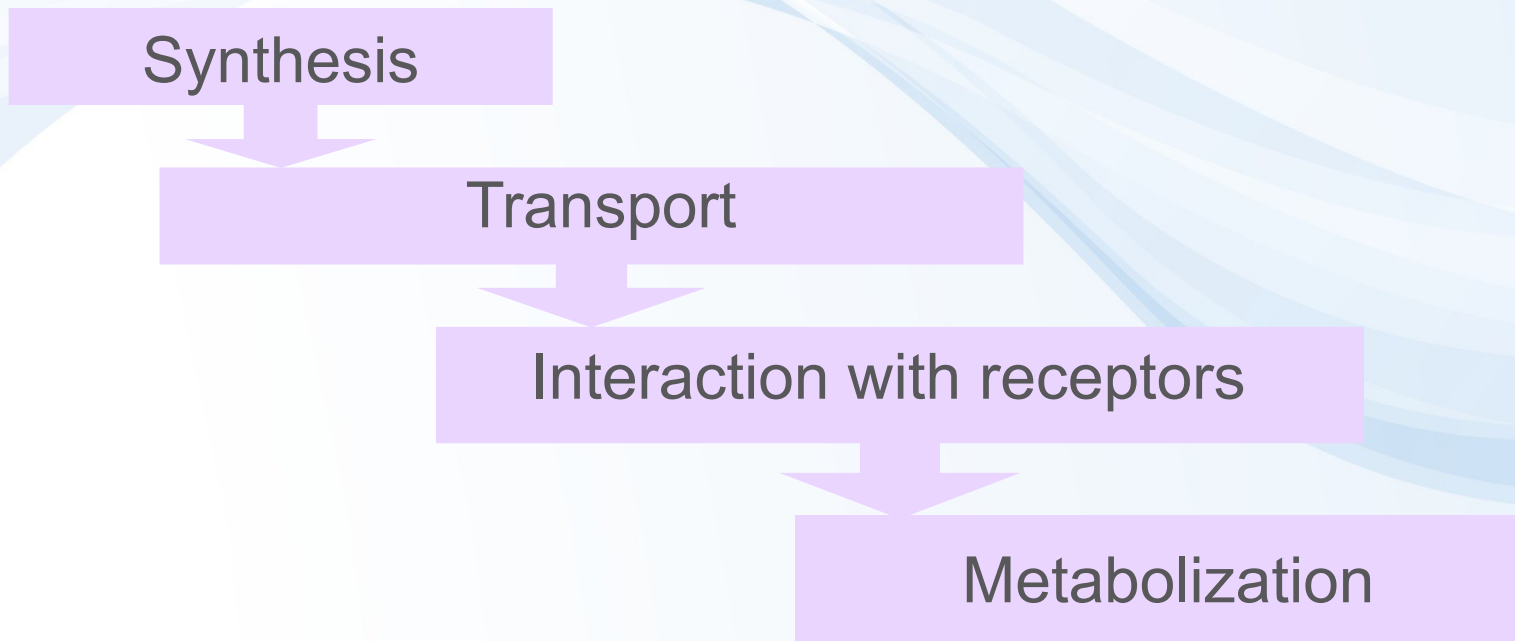 Synthesis
Transport
Interaction with receptors
Metabolization